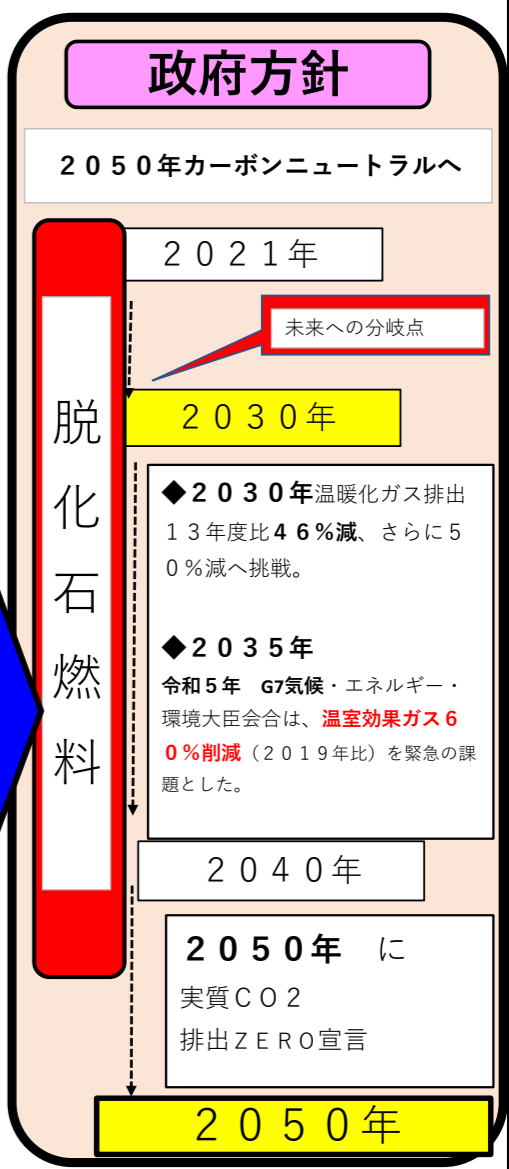 政府方針
２０５０年カーボンニュートラルへ
２０２１年
未来への分岐点
２０３０年
脱化石燃料
◆２０３０年温暖化ガス排出
１３年度比４６％減、さらに５
０％減へ挑戦。
◆２０３５年
令和５年　G7気候・エネルギー・
環境大臣会合は、温室効果ガス６
０％削減（２０１９年比）を緊急の課
題とした。
２０４０年
２０５０年　に
実質ＣＯ２
排出ＺＥＲＯ宣言
２０５０年